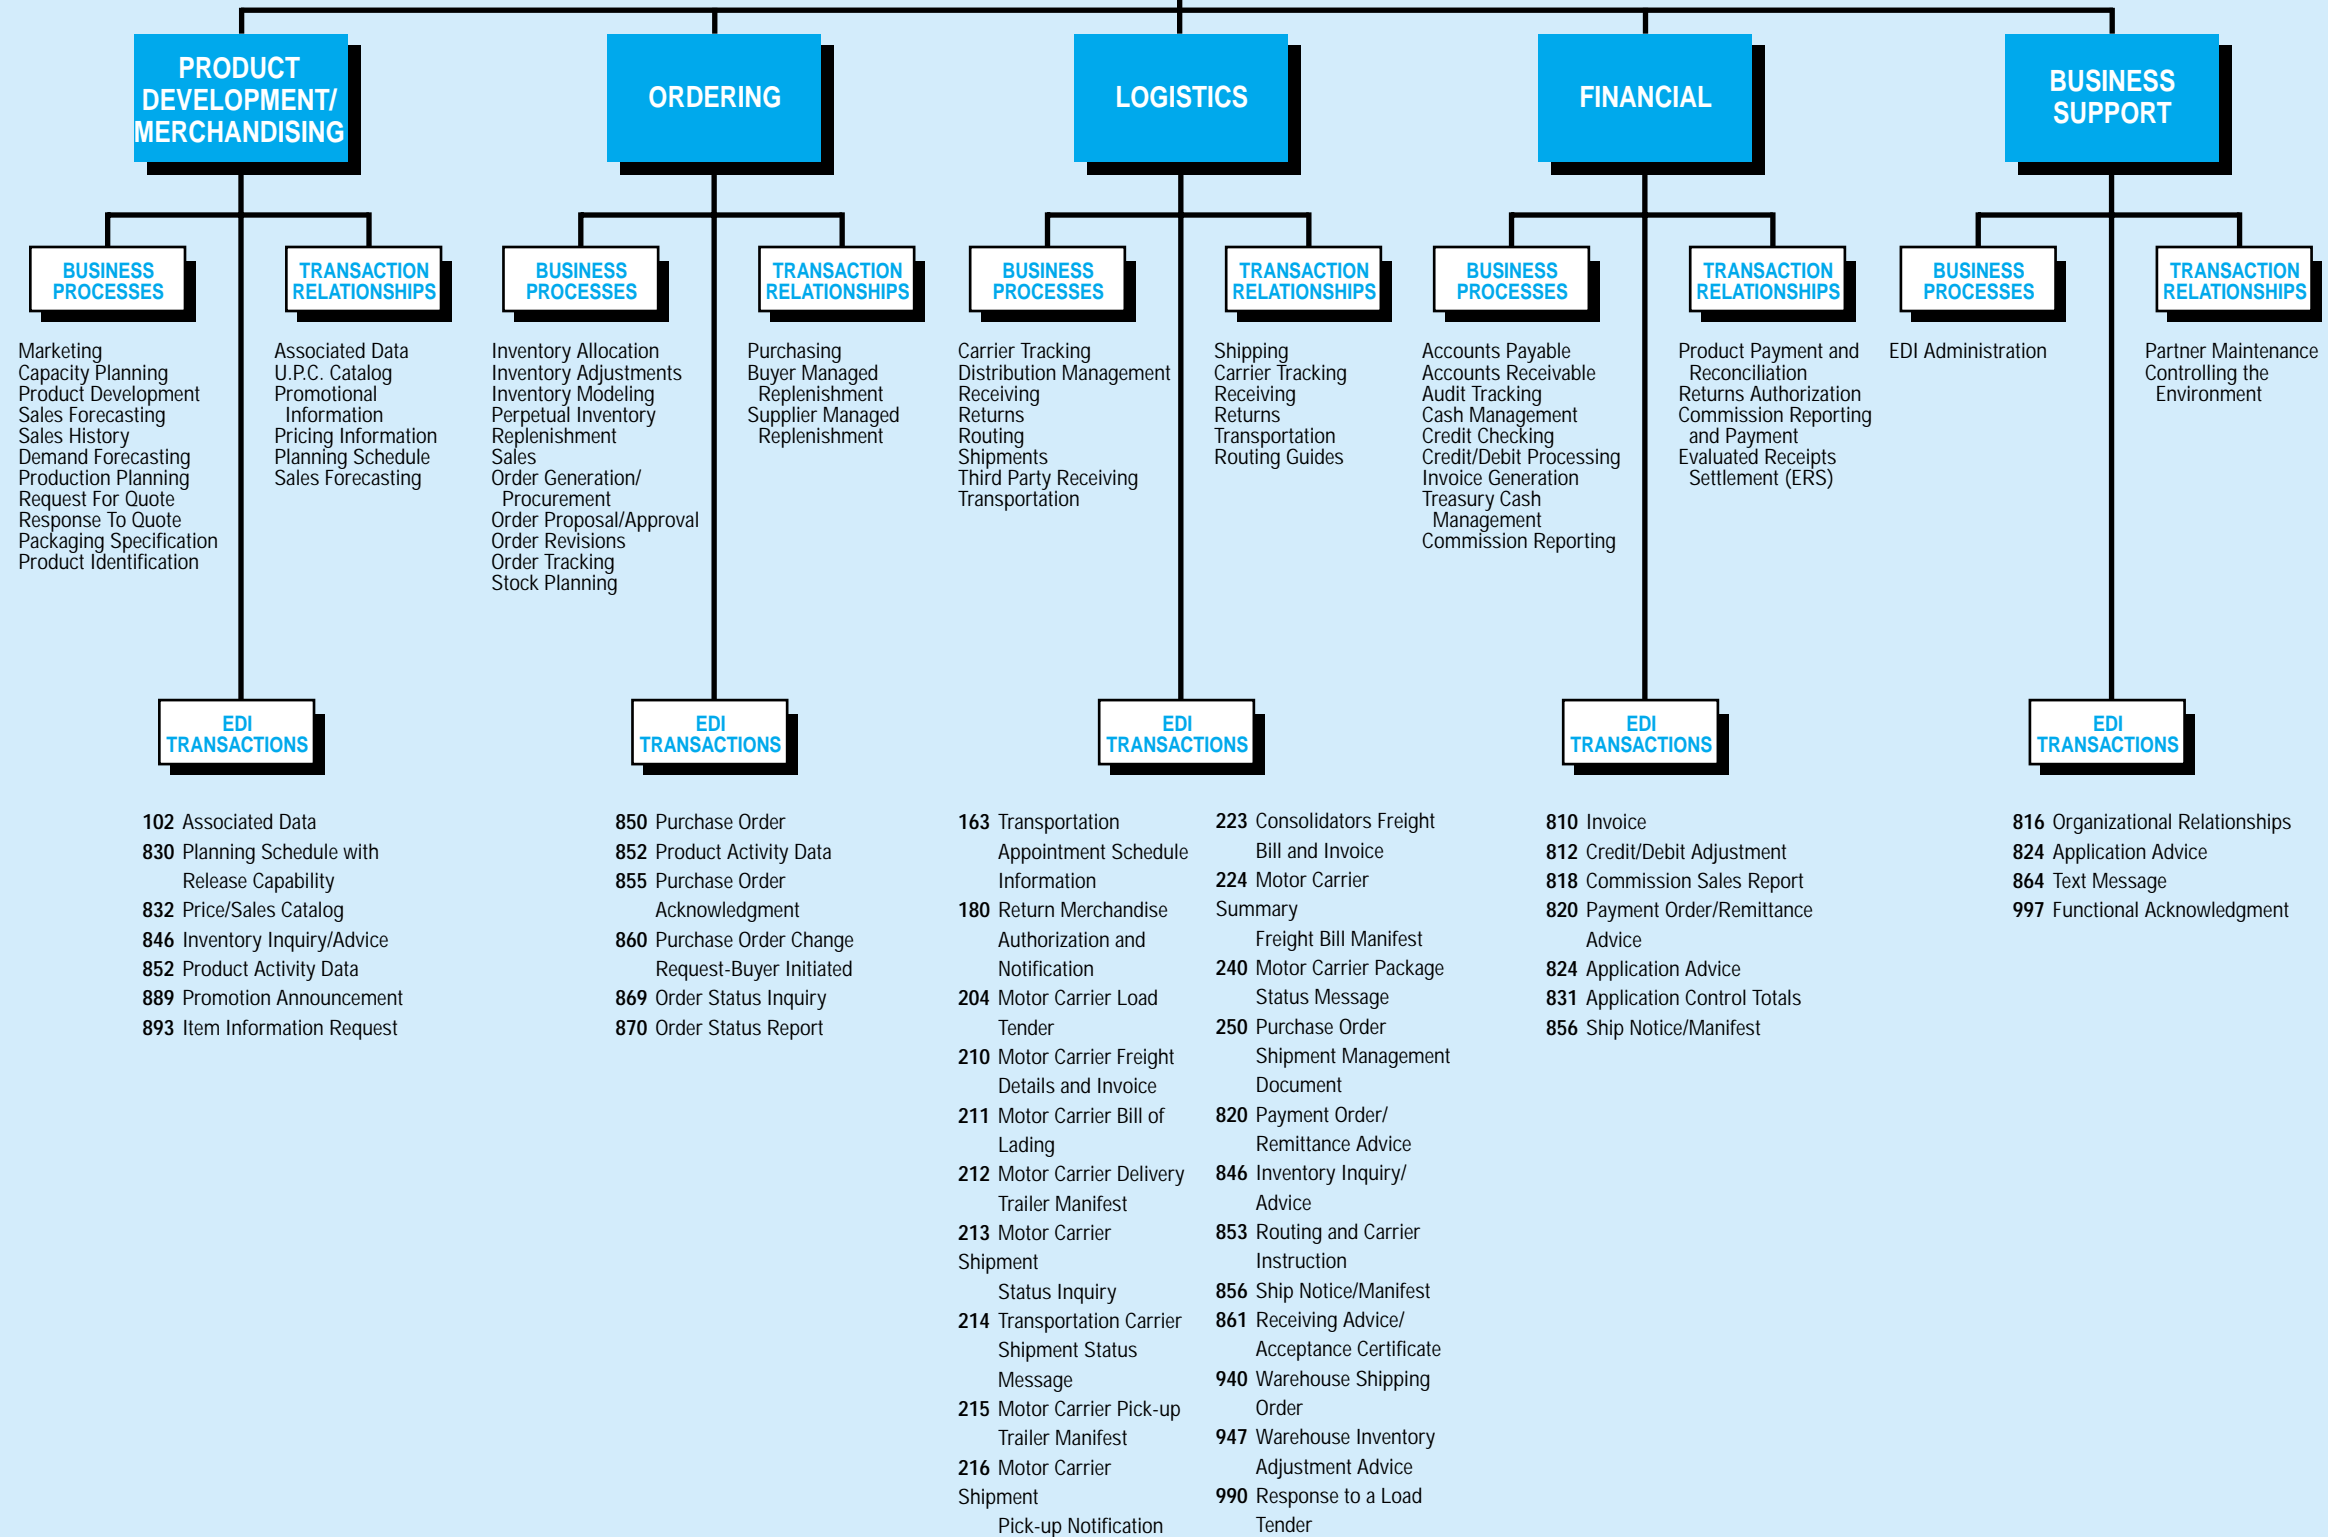 PRODUCT
DEVELOPMENT/
MERCHANDISING
BUSINESS
PROCESSES
Marketing
Capacity Planning
Product Development
Sales Forecasting
Sales History
Demand Forecasting
Production Planning
Request For Quote
Response To Quote
Packaging Specification
Product Identification
TRANSACTION
RELATIONSHIPS
Associated Data
U.P.C. Catalog
Promotional
Information
Pricing Information
Planning Schedule
Sales Forecasting
EDI
TRANSACTIONS
102 Associated Data
830 Planning Schedule with
Release Capability
832 Price/Sales Catalog
846 Inventory Inquiry/Advice
852 Product Activity Data
889 Promotion Announcement
893 Item Information Request
ORDERING
BUSINESS
PROCESSES
Inventory Allocation
Inventory Adjustments
Inventory Modeling
Perpetual Inventory
Replenishment
Sales
Order Generation/
Procurement
Order Proposal/Approval
Order Revisions
Order Tracking
Stock Planning
TRANSACTION
RELATIONSHIPS
Purchasing
Buyer Managed
Replenishment
Supplier Managed
Replenishment
EDI
TRANSACTIONS
850 Purchase Order
852 Product Activity Data
855 Purchase Order
Acknowledgment
860 Purchase Order Change
Request-Buyer Initiated
869 Order Status Inquiry
870 Order Status Report
LOGISTICS
BUSINESS
PROCESSES
Carrier Tracking
Distribution Management
Receiving
Returns
Routing
Shipments
Third Party Receiving
Transportation
TRANSACTION
RELATIONSHIPS
Shipping
Carrier Tracking
Receiving
Returns
Transportation
Routing Guides
EDI
TRANSACTIONS
163 Transportation
Appointment Schedule
Information
180 Return Merchandise
Authorization and
Notification
204 Motor Carrier Load
Tender
210 Motor Carrier Freight
Details and Invoice
211 Motor Carrier Bill of
Lading
212 Motor Carrier Delivery
Trailer Manifest
213 Motor Carrier
Shipment
Status Inquiry
214 Transportation Carrier
Shipment Status
Message
215 Motor Carrier Pick-up
Trailer Manifest
216 Motor Carrier
Shipment
Pick-up Notification
223 Consolidators Freight
Bill and Invoice
224 Motor Carrier
Summary
Freight Bill Manifest
240 Motor Carrier Package
Status Message
250 Purchase Order
Shipment Management
Document
820 Payment Order/
Remittance Advice
846 Inventory Inquiry/
Advice
853 Routing and Carrier
Instruction
856 Ship Notice/Manifest
861 Receiving Advice/
Acceptance Certificate
940 Warehouse Shipping
Order
947 Warehouse Inventory
Adjustment Advice
990 Response to a Load
Tender
FINANCIAL
BUSINESS
PROCESSES
Accounts Payable
Accounts Receivable
Audit Tracking
Cash Management
Credit Checking
Credit/Debit Processing
Invoice Generation
Treasury Cash
Management
Commission Reporting
TRANSACTION
RELATIONSHIPS
Product Payment and
Reconciliation
Returns Authorization
Commission Reporting
and Payment
Evaluated Receipts
Settlement (ERS)
EDI
TRANSACTIONS
810 Invoice
812 Credit/Debit Adjustment
818 Commission Sales Report
820 Payment Order/Remittance
Advice
824 Application Advice
831 Application Control Totals
856 Ship Notice/Manifest
BUSINESS
SUPPORT
BUSINESS
PROCESSES
EDI Administration
TRANSACTION
RELATIONSHIPS
Partner Maintenance
Controlling the
Environment
EDI
TRANSACTIONS
816 Organizational Relationships
824 Application Advice
864 Text Message
997 Functional Acknowledgment